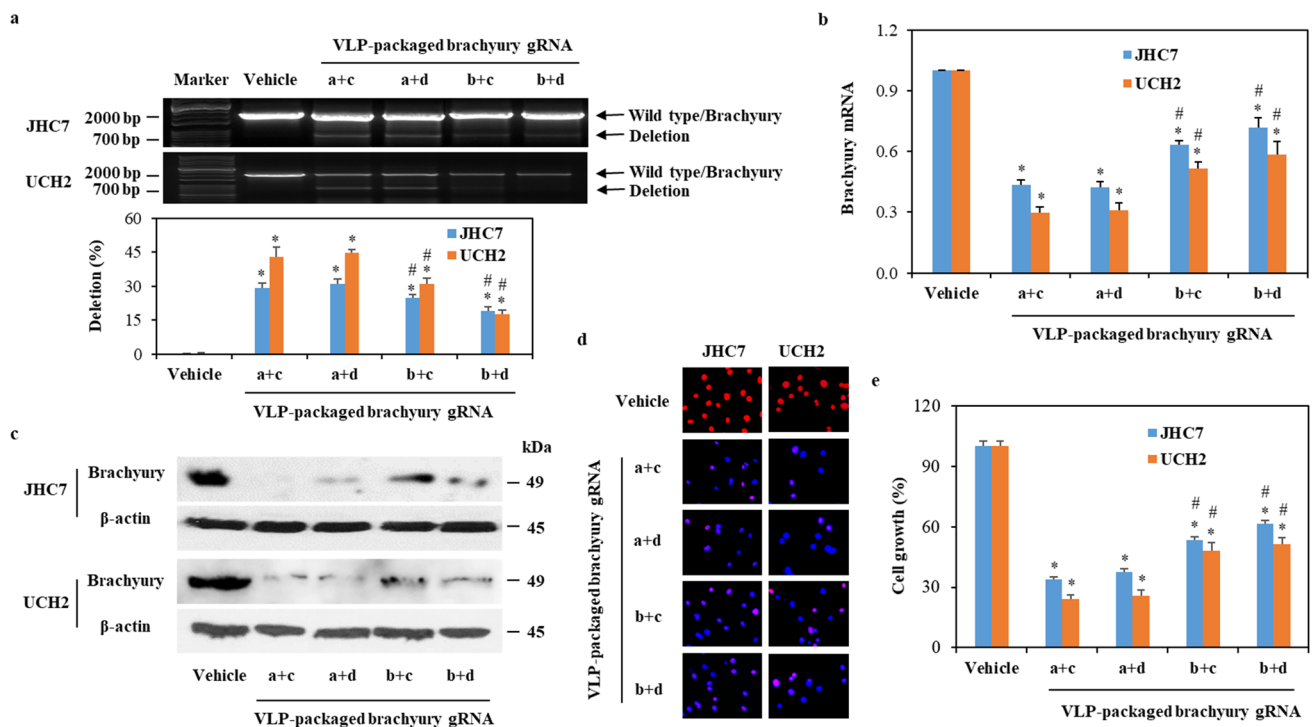 a
VLP-packaged brachyury gRNA
Marker Vehicle a+c a+d b+c b+d
JHC7
2000 bp
700 bp
Wild type/Brachyury
Deletion
UCH2
2000 bp
700 bp
Wild type/Brachyury
Deletion
60
45
30
15
0
Deletion (%)
JHC7
UCH2
* * * * # * # * # * # *
Vehicle a+c a+d b+c b+d
VLP-packaged brachyury gRNA
b
1.2
0.9
0.6
0.3
0.0
Brachyury mRNA
JHC7
UCH2
* * * * # * # * # * # *
Vehicle a+c a+d b+c b+d
VLP-packaged brachyury gRNA
c
kDa
JHC7
Brachyury 49
β-actin 45
UCH2
Brachyury 49
β-actin 45
Vehicle a+c a+d b+c b+d
VLP-packaged brachyury gRNA
d
JHC7 UCH2
Vehicle
a+c
a+d
b+c
b+d
VLP-packaged brachyury gRNA
e
120
90
60
30
0
Cell growth (%)
JHC7
UCH2
* * * * # * # * # * # *
Vehicle a+c a+d b+c b+d
VLP-packaged brachyury gRNA